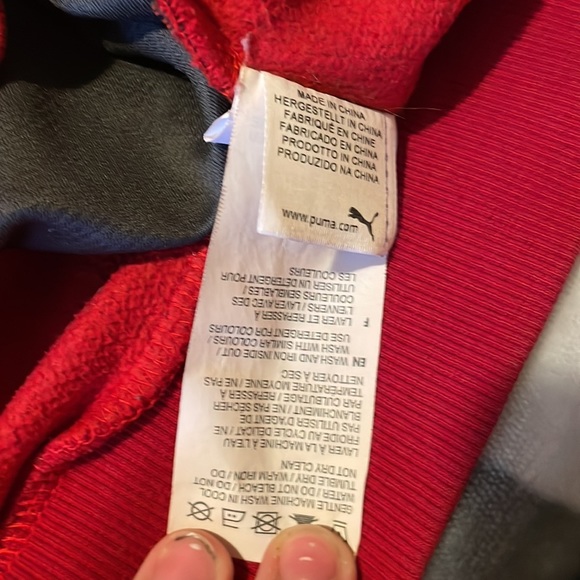 MADE IN CHINA
HERGESTELLT IN CHINA
FABRIQUÉ EN CHINE
FABRICADO EN CHINA
PRODOTTO IN CHINA
PRODUZIDO NA CHINA
www.puma.com
GENTLE MACHINE WASH IN COOL
WATER / DO NOT BLEACH / DO NOT
TUMBLE DRY / WARM IRON / DO
NOT DRY CLEAN
LAVER À LA MACHINE À L'EAU
FROIDE AU CYCLE DELICAT / NE
PAS UTILISER D'AGENT DE
BLANCHIMENT / NE PAS SÉCHER
PAR CULBUTAGE / REPASSER À
TEMPERATURE MOYENNE / NE PAS
NETTOYER À SEC
EN WASH AND IRON INSIDE OUT /
WASH WITH SIMILAR COLOURS /
USE DETERGENT FOR COLOURS
F LAVER ET REPASSER À
L'ENVERS / LAVER AVEC DES
COULEURS SEMBLABLES /
UTILISER UN DETERGENT POUR
LES COULEURS